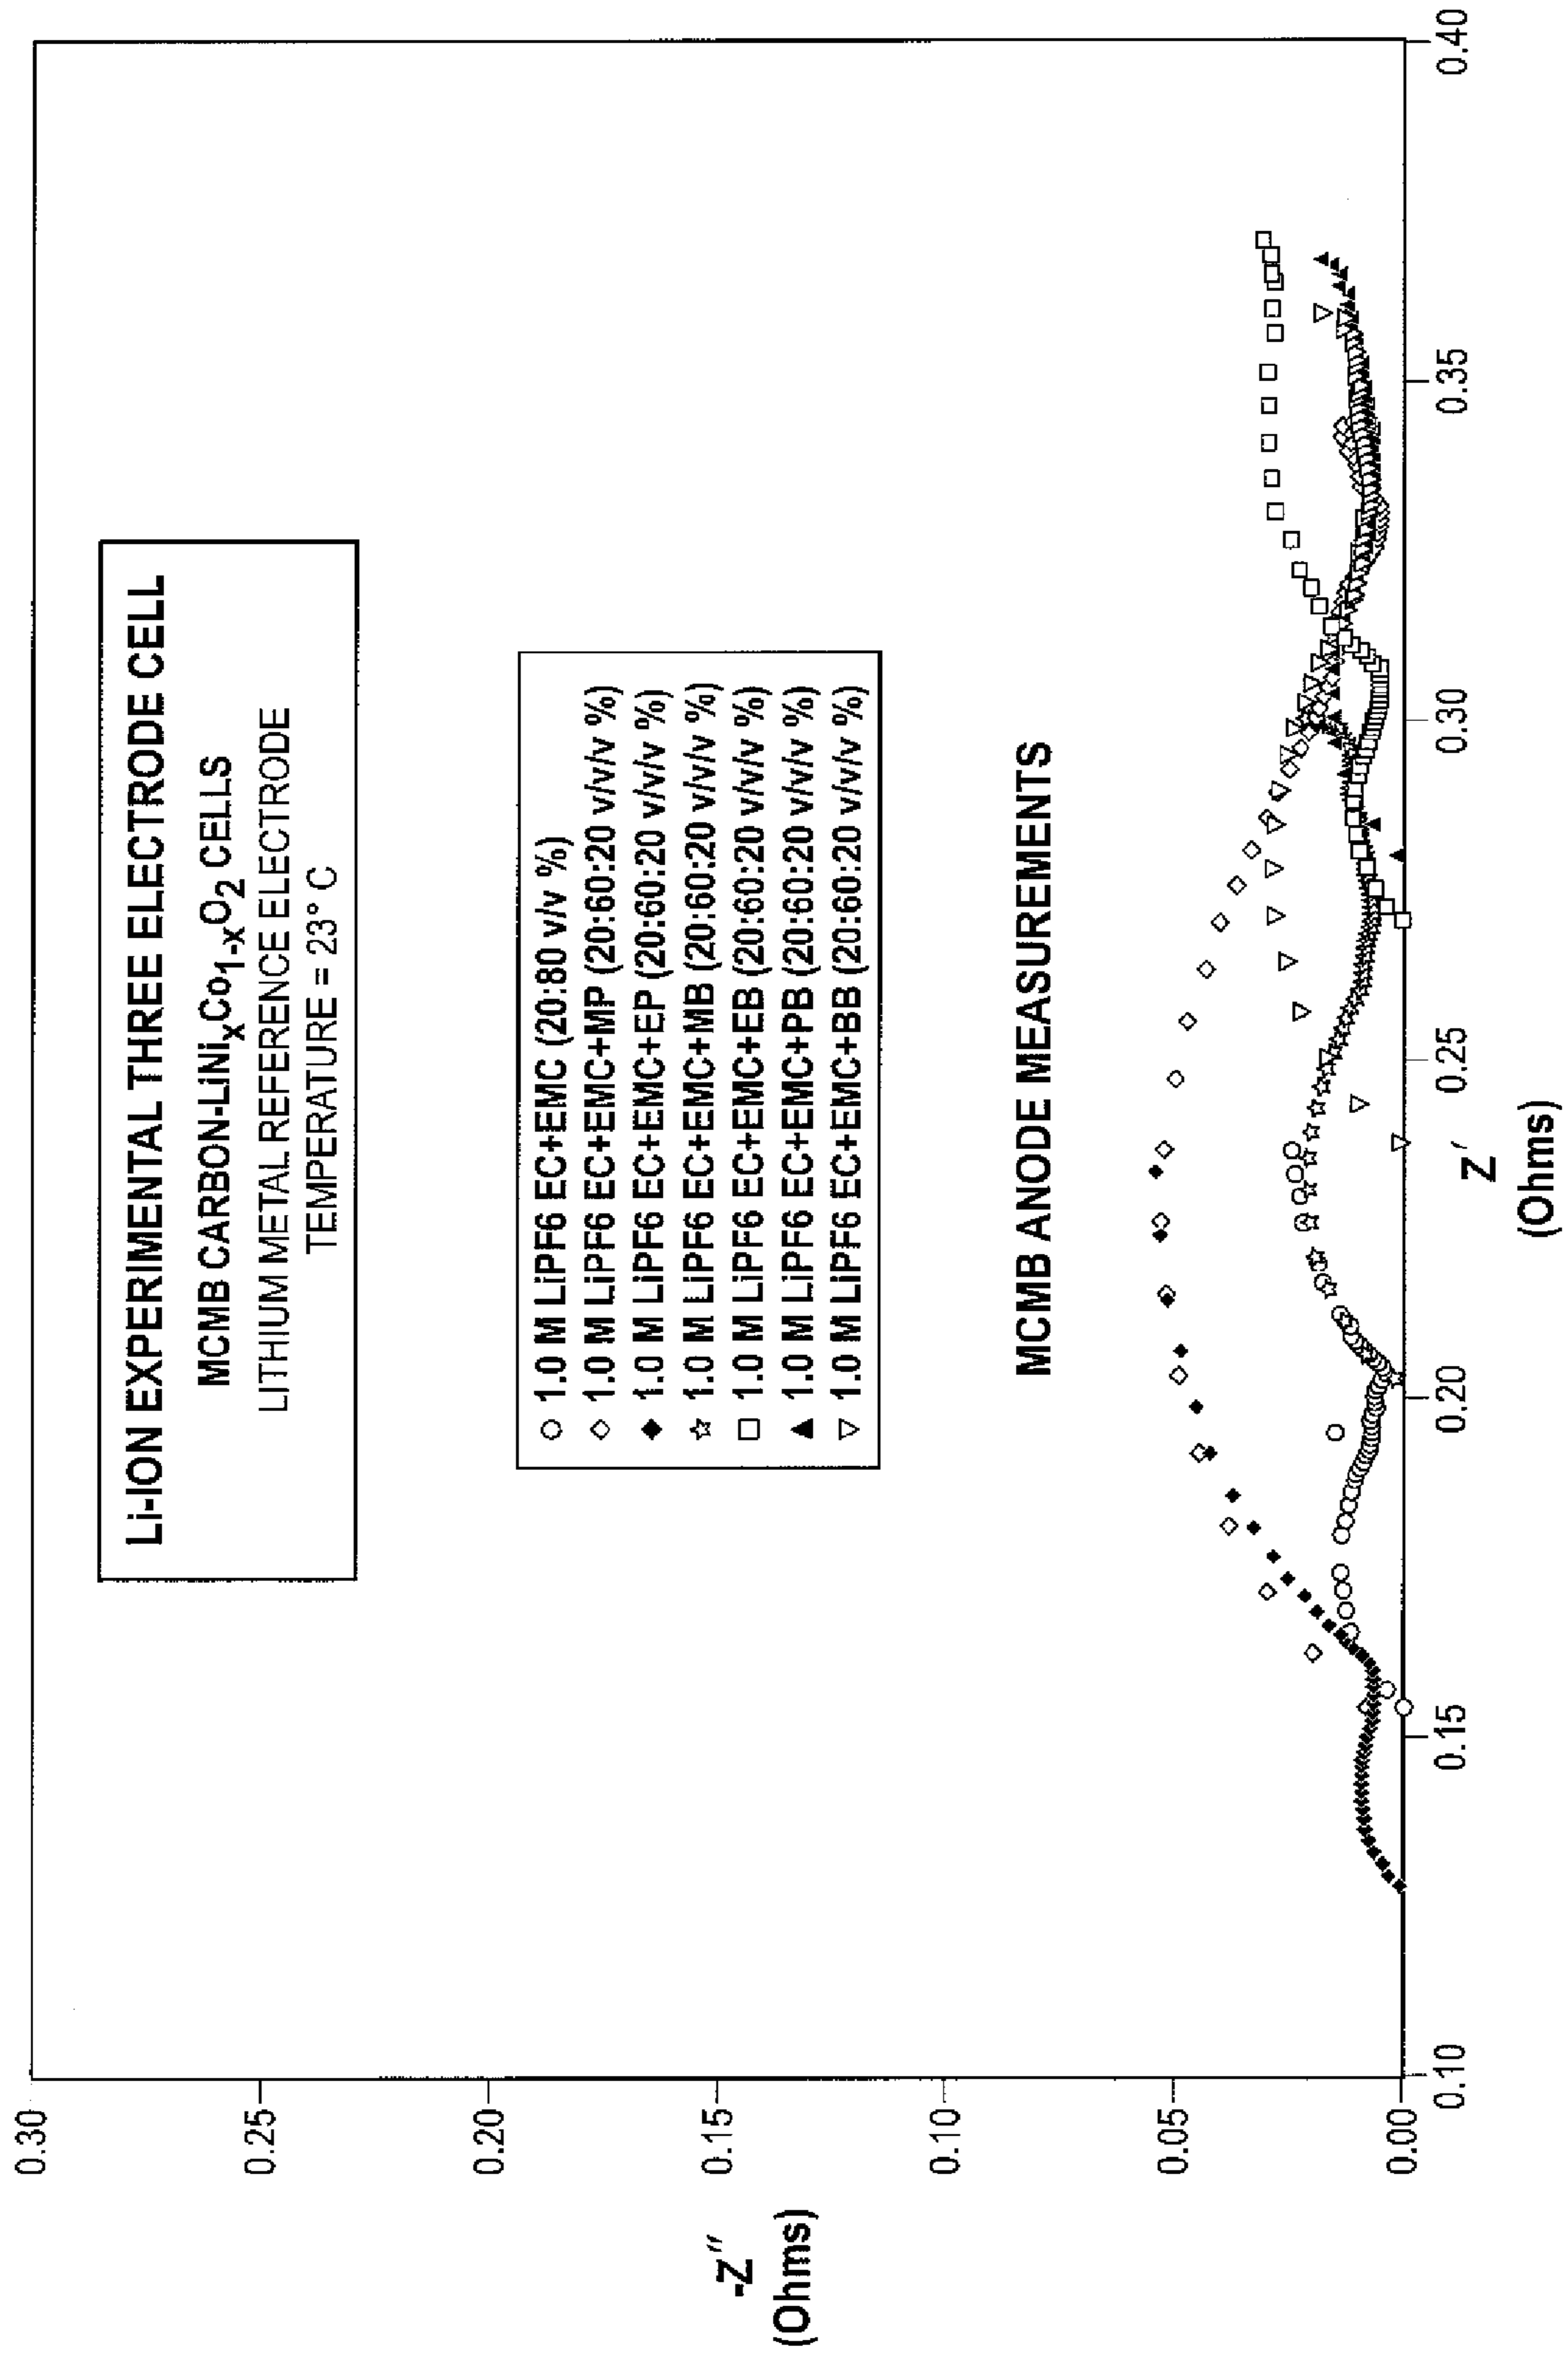 Li-ION EXPERIMENTAL THREE ELECTRODE CELL
MCMB CARBON-LiNixCo1-xO2 CELLS
LITHIUM METAL REFERENCE ELECTRODE
TEMPERATURE = 23° C
1.0 M LiPF6 EC+EMC (20:80 v/v %)
1.0 M LiPF6 EC+EMC+MP (20:60:20 v/v/v %)
1.0 M LiPF6 EC+EMC+EP (20:60:20 v/v/v %)
1.0 M LiPF6 EC+EMC+MB (20:60:20 v/v/v %)
1.0 M LiPF6 EC+EMC+EB (20:60:20 v/v/v %)
1.0 M LiPF6 EC+EMC+PB (20:60:20 v/v/v %)
1.0 M LiPF6 EC+EMC+BB (20:60:20 v/v/v %)
MCMB ANODE MEASUREMENTS
0.30
0.25
0.20
0.15
0.10
0.05
0.00
-Z″
(Ohms)
0.10
0.15
0.20
0.25
0.30
0.35
0.40
Z′
(Ohms)